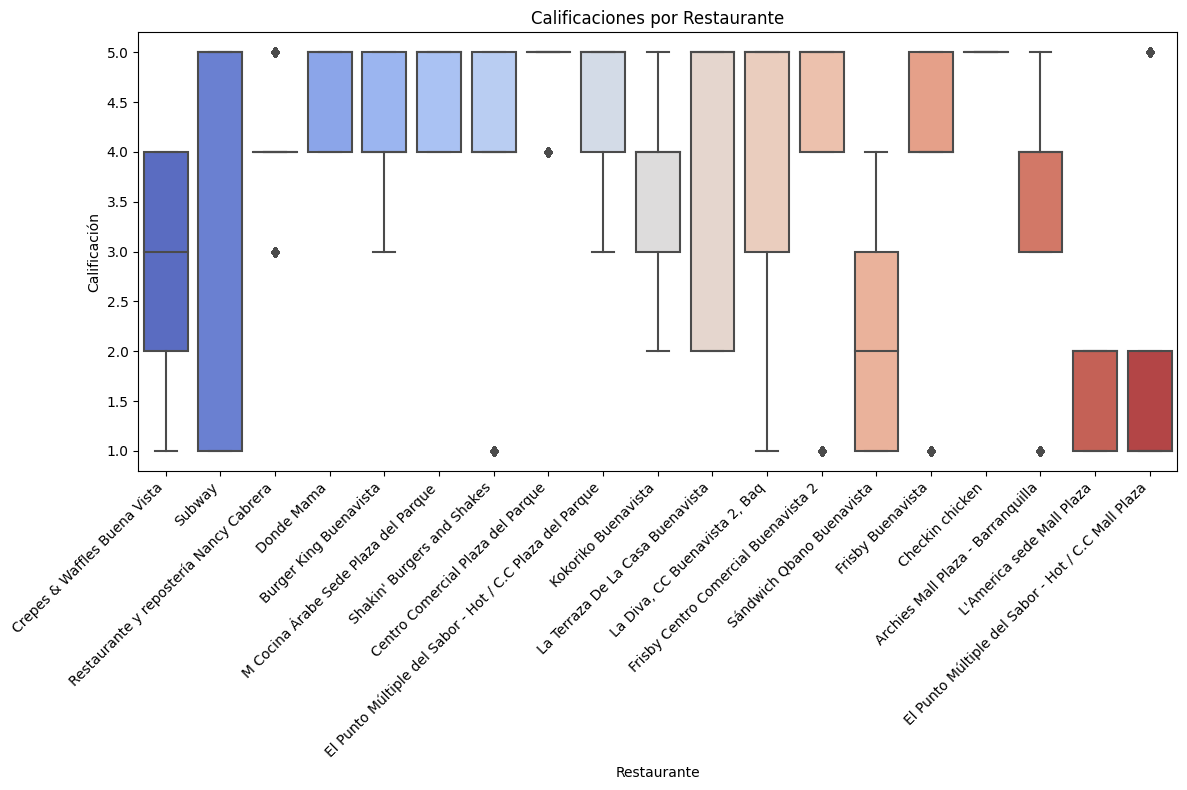 Calificaciones por Restaurante
5.0
4.5
4.0
3.5
3.0
2.5
2.0
1.5
1.0
Calificación
Crepes & Waffles Buena Vista
Subway
Restaurante y repostería Nancy Cabrera
Donde Mama
Burger King Buenavista
M Cocina Árabe Sede Plaza del Parque
Shakin' Burgers and Shakes
Centro Comercial Plaza del Parque
El Punto Múltiple del Sabor - Hot / C.C Plaza del Parque
Kokoriko Buenavista
La Terraza De La Casa Buenavista
La Diva, CC Buenavista 2, Baq
Frisby Centro Comercial Buenavista 2
Sándwich Qbano Buenavista
Frisby Buenavista
Checkin chicken
Archies Mall Plaza - Barranquilla
L'America sede Mall Plaza
El Punto Múltiple del Sabor - Hot / C.C Mall Plaza
Restaurante